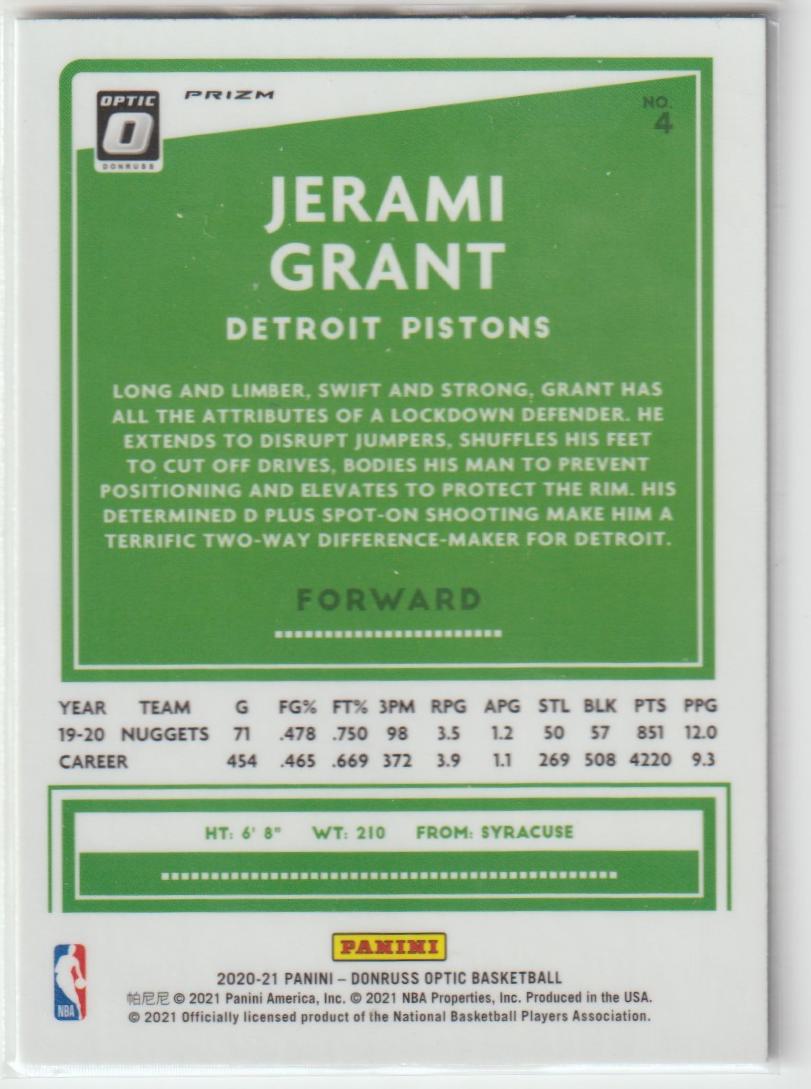 OPTIC
O
DONRUSS
PRIZM
NO.
4
JERAMI
GRANT
DETROIT PISTONS
LONG AND LIMBER, SWIFT AND STRONG, GRANT HAS
ALL THE ATTRIBUTES OF A LOCKDOWN DEFENDER. HE
EXTENDS TO DISRUPT JUMPERS, SHUFFLES HIS FEET
TO CUT OFF DRIVES, BODIES HIS MAN TO PREVENT
POSITIONING AND ELEVATES TO PROTECT THE RIM. HIS
DETERMINED D PLUS SPOT-ON SHOOTING MAKE HIM A
TERRIFIC TWO-WAY DIFFERENCE-MAKER FOR DETROIT.
FORWARD
YEAR TEAM G FG% FT% 3PM RPG APG STL BLK PTS PPG
19-20 NUGGETS 71 .478 .750 98 3.5 1.2 50 57 851 12.0
CAREER 454 .465 .669 372 3.9 1.1 269 508 4220 9.3
HT: 6' 8" WT: 210 FROM: SYRACUSE
PANINI
2020-21 PANINI – DONRUSS OPTIC BASKETBALL
帕尼尼 © 2021 Panini America, Inc. © 2021 NBA Properties, Inc. Produced in the USA.
© 2021 Officially licensed product of the National Basketball Players Association.
NBA